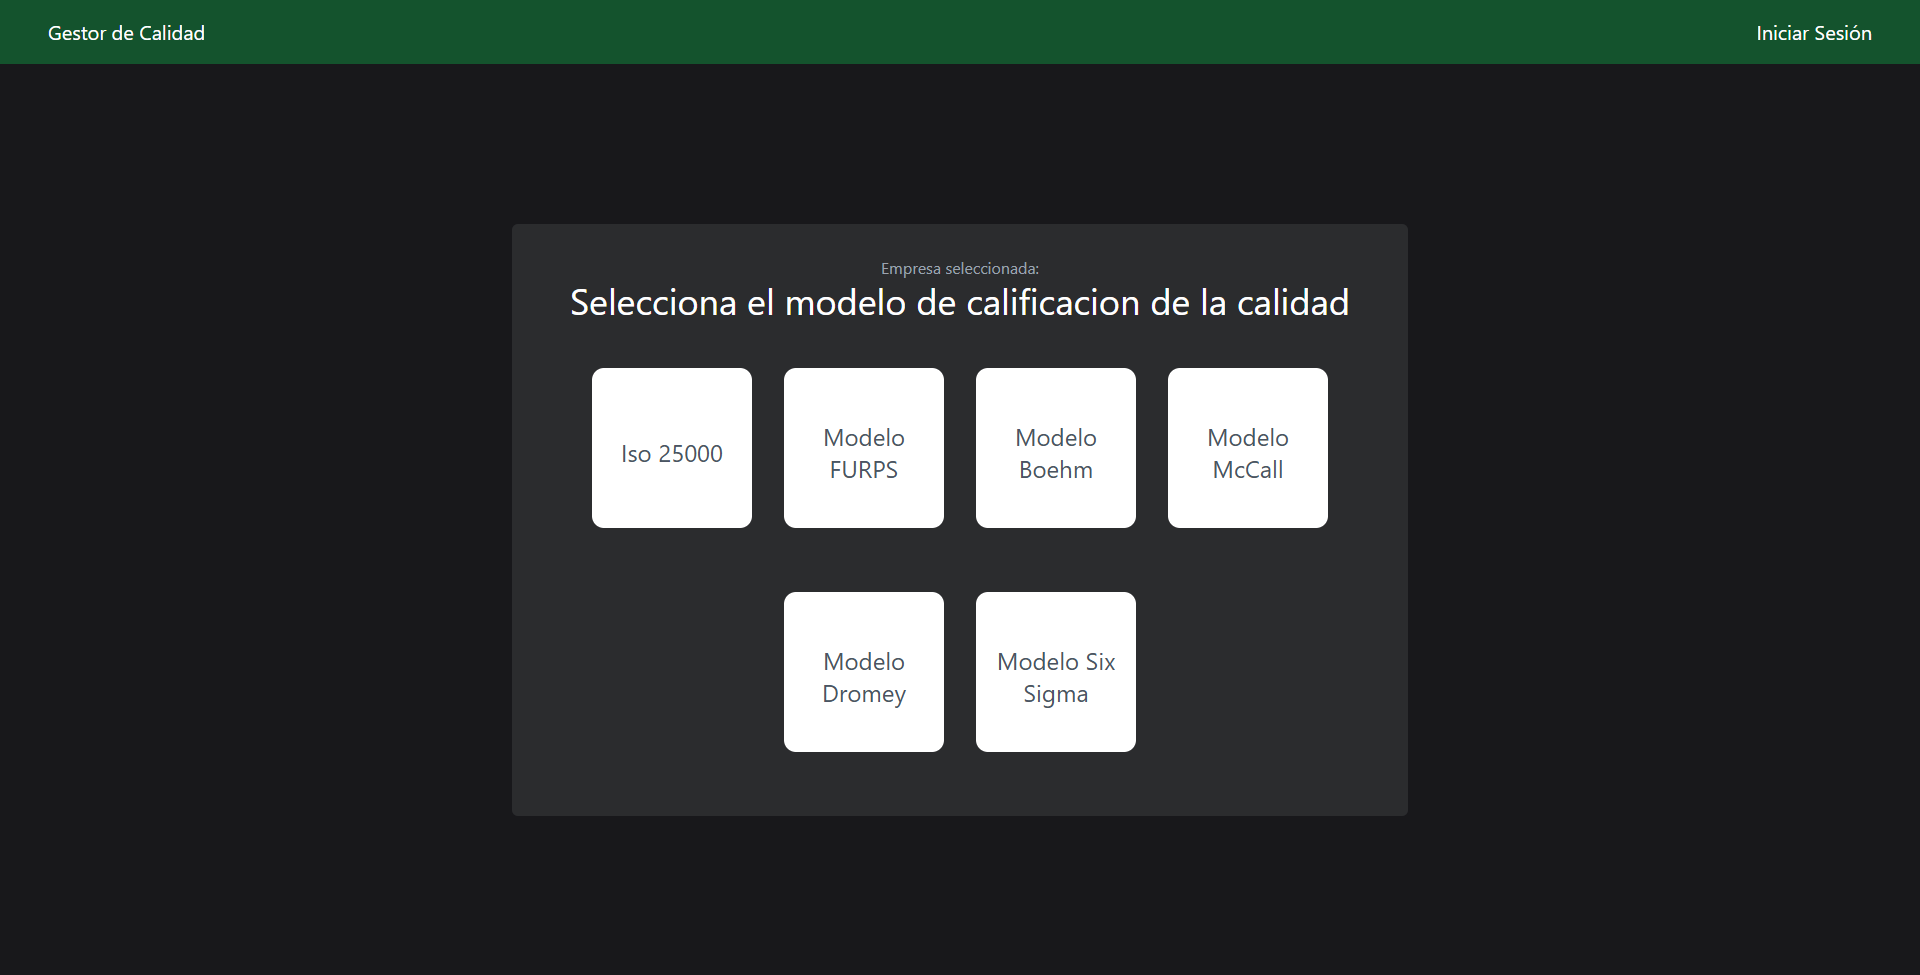 Gestor de Calidad
Iniciar Sesión
Empresa seleccionada:
Selecciona el modelo de calificacion de la calidad
Iso 25000
Modelo
FURPS
Modelo
Boehm
Modelo
McCall
Modelo
Dromey
Modelo Six
Sigma